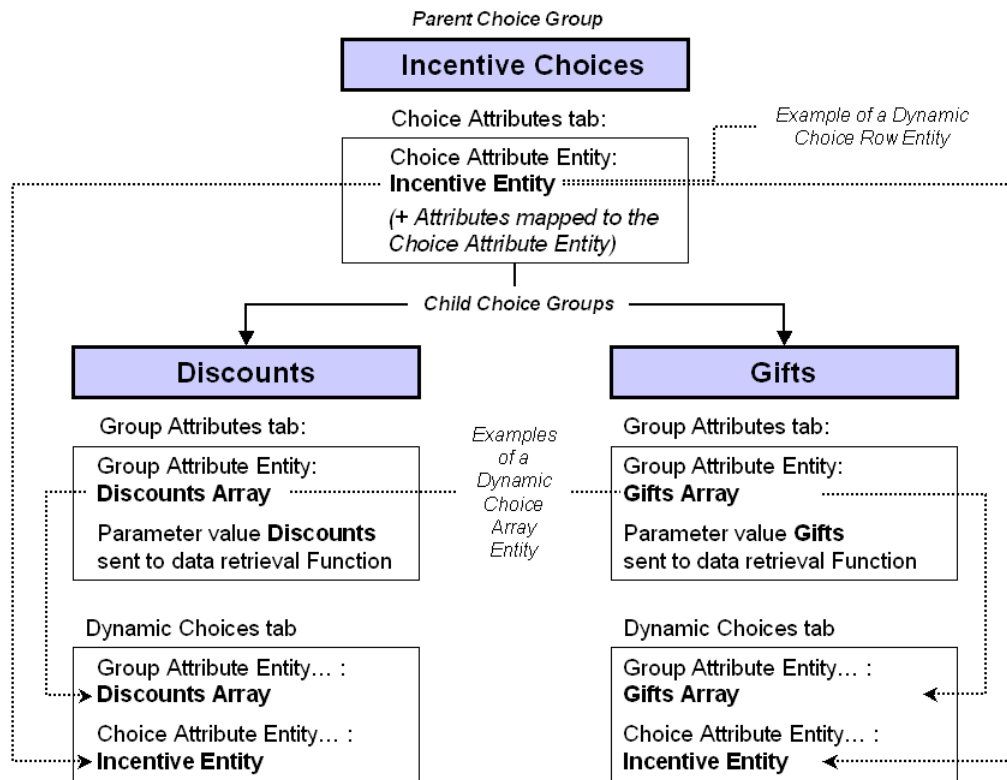 Parent Choice Group
Incentive Choices
Choice Attributes tab:
Example of a Dynamic
Choice Row Entity
Choice Attribute Entity:
Incentive Entity
(+ Attributes mapped to the
Choice Attribute Entity)
Child Choice Groups
Discounts
Group Attributes tab:
Group Attribute Entity:
Discounts Array
Parameter value Discounts
sent to data retrieval Function
Examples
of a
Dynamic
Choice
Array
Entity
Gifts
Group Attributes tab:
Group Attribute Entity:
Gifts Array
Parameter value Gifts
sent to data retrieval Function
Dynamic Choices tab
Group Attribute Entity… :
Discounts Array
Choice Attribute Entity… :
Incentive Entity
Dynamic Choices tab
Group Attribute Entity… :
Gifts Array
Choice Attribute Entity… :
Incentive Entity